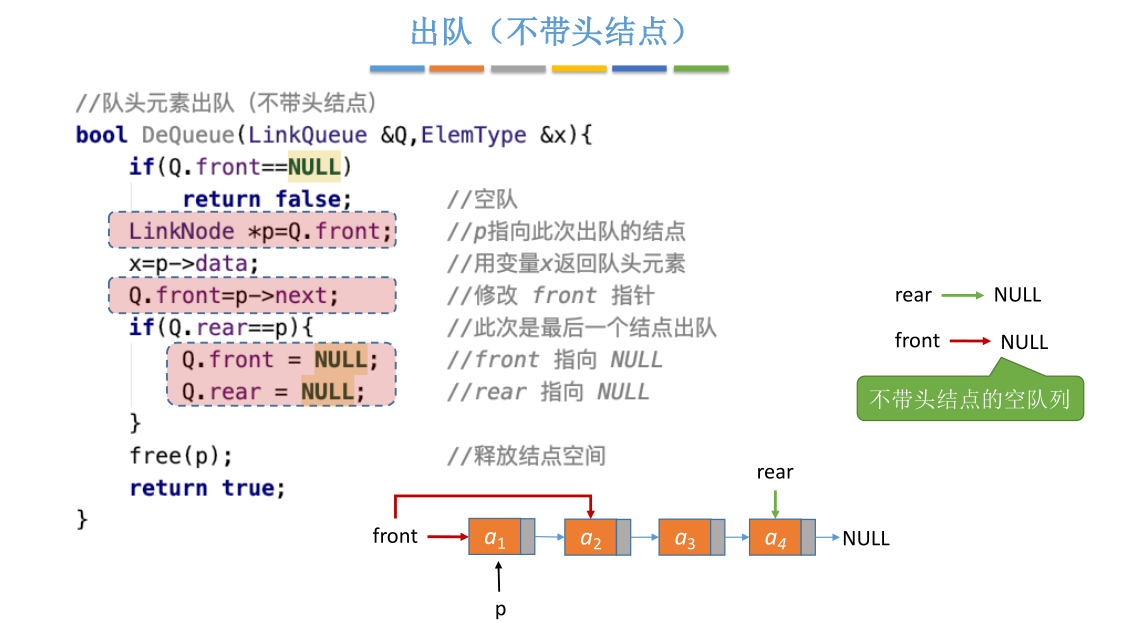 出队（不带头结点）
//队头元素出队（不带头结点）
bool DeQueue(LinkQueue &Q,ElemType &x){
if(Q.front==NULL)
return false; //空队
LinkNode *p=Q.front; //p指向此次出队的结点
x=p->data; //用变量x返回队头元素
Q.front=p->next; //修改 front 指针
if(Q.rear==p){ //此次是最后一个结点出队
Q.front = NULL; //front 指向 NULL
Q.rear = NULL; //rear 指向 NULL
}
free(p); //释放结点空间
return true;
}
rear NULL
front NULL
不带头结点的空队列
rear
front a1 a2 a3 a4 NULL
p